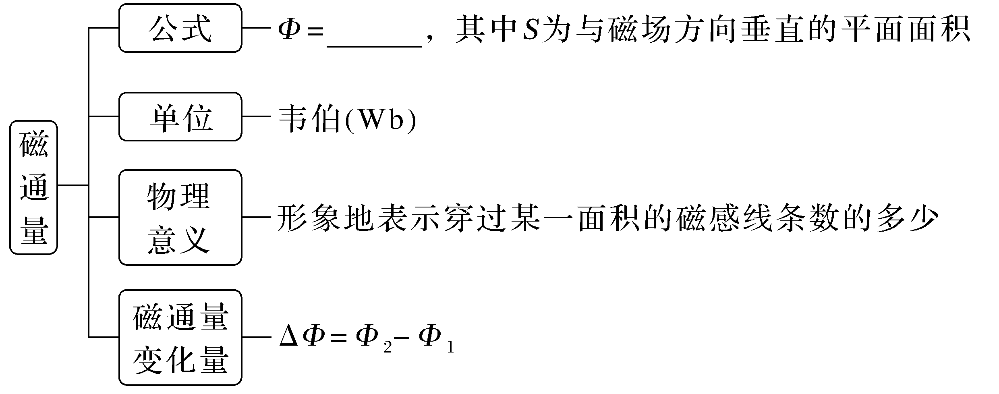 磁通量
公式
Φ=______，其中S为与磁场方向垂直的平面面积
单位
韦伯(Wb)
物理
意义
形象地表示穿过某一面积的磁感线条数的多少
磁通量
变化量
ΔΦ=Φ₂-Φ₁